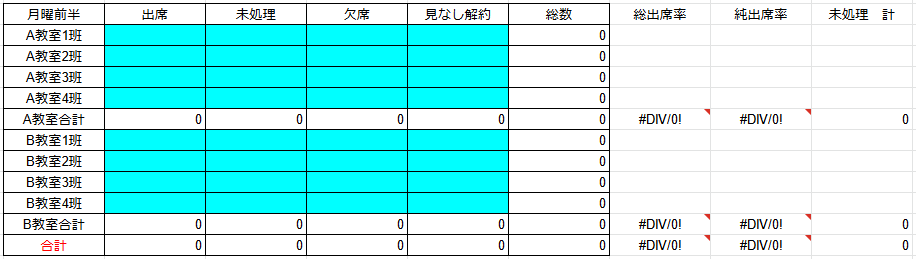 月曜前半 出席 未処理 欠席 見なし解約 総数 総出席率 純出席率 未処理　計
A教室1班 0
A教室2班 0
A教室3班 0
A教室4班 0
A教室合計 0 0 0 0 0 #DIV/0! #DIV/0! 0
B教室1班 0
B教室2班 0
B教室3班 0
B教室4班 0
B教室合計 0 0 0 0 0 #DIV/0! #DIV/0! 0
合計 0 0 0 0 0 #DIV/0! #DIV/0! 0